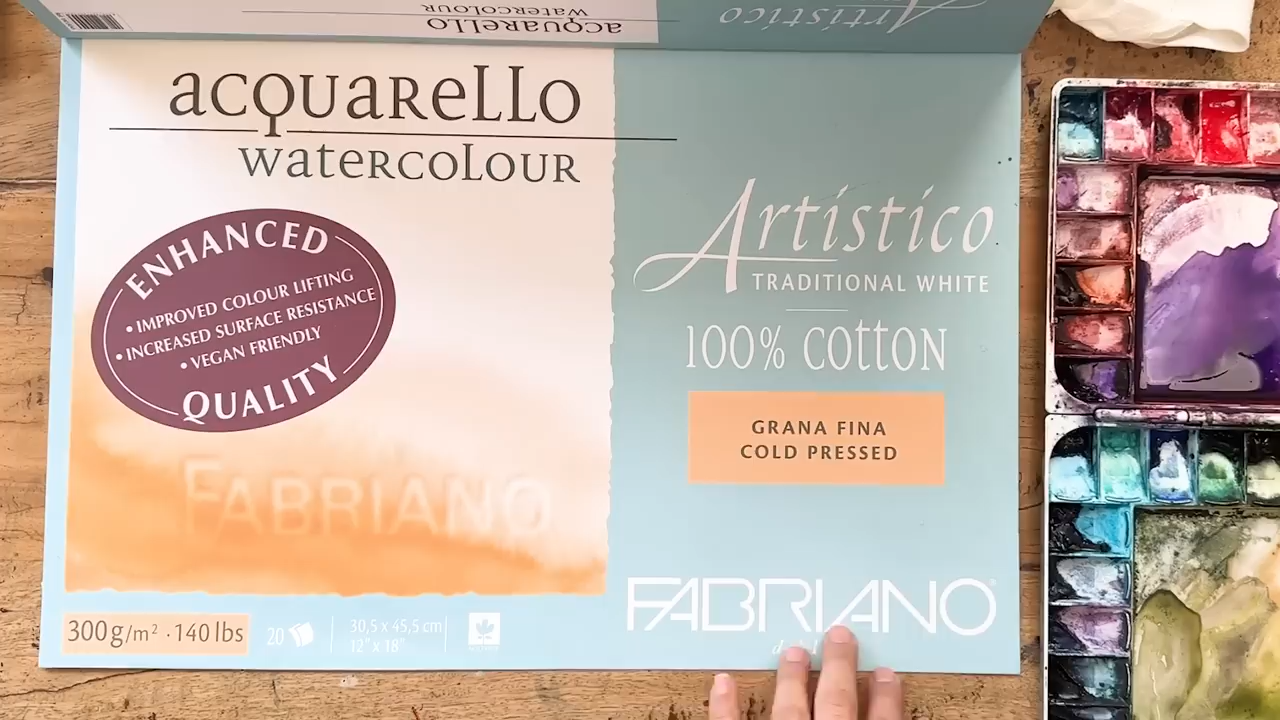 acquarello
watercolour
Artistico
acquarello
watercolour
ENHANCED
• IMPROVED COLOUR LIFTING
• INCREASED SURFACE RESISTANCE
• VEGAN FRIENDLY
QUALITY
FABRIANO
Artistico
TRADITIONAL WHITE
100% COTTON
GRANA FINA
COLD PRESSED
FABRIANO
300g/m² · 140 lbs
20
30,5 x 45,5 cm
12" x 18"